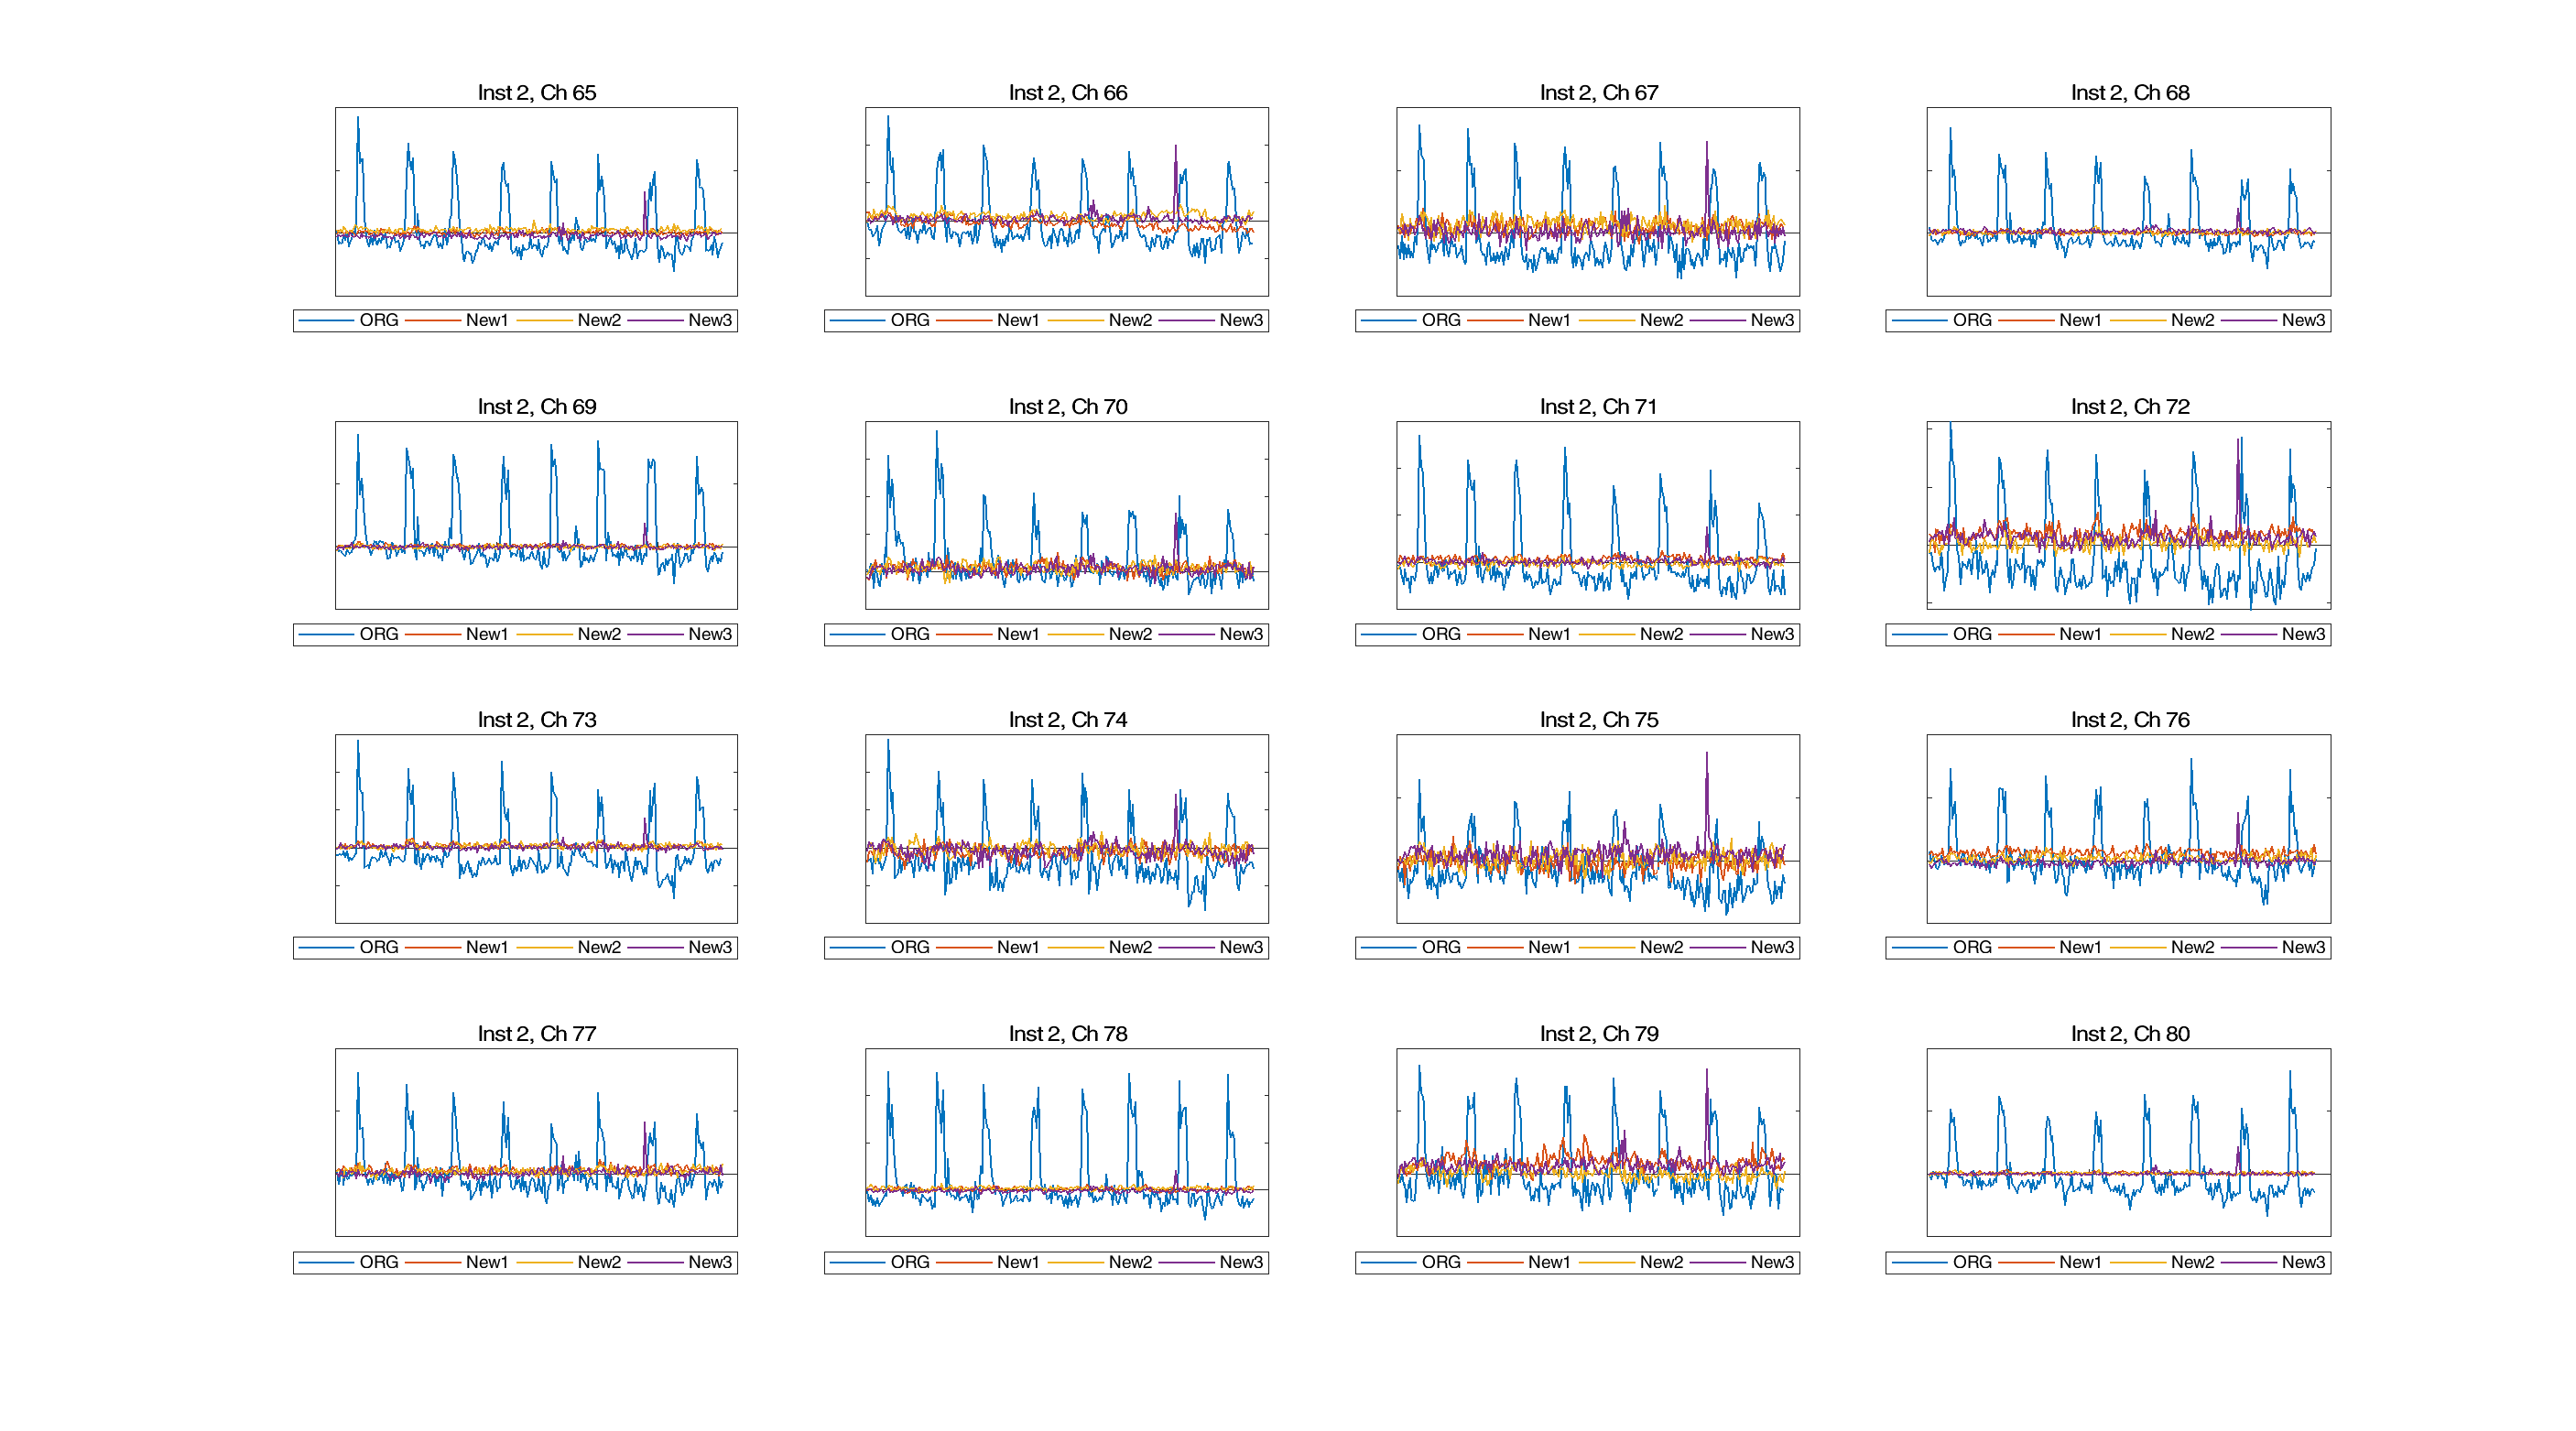 Inst 2, Ch 65
Inst 2, Ch 66
Inst 2, Ch 67
Inst 2, Ch 68
ORG New1 New2 New3
ORG New1 New2 New3
ORG New1 New2 New3
ORG New1 New2 New3
Inst 2, Ch 69
Inst 2, Ch 70
Inst 2, Ch 71
Inst 2, Ch 72
ORG New1 New2 New3
ORG New1 New2 New3
ORG New1 New2 New3
ORG New1 New2 New3
Inst 2, Ch 73
Inst 2, Ch 74
Inst 2, Ch 75
Inst 2, Ch 76
ORG New1 New2 New3
ORG New1 New2 New3
ORG New1 New2 New3
ORG New1 New2 New3
Inst 2, Ch 77
Inst 2, Ch 78
Inst 2, Ch 79
Inst 2, Ch 80
ORG New1 New2 New3
ORG New1 New2 New3
ORG New1 New2 New3
ORG New1 New2 New3